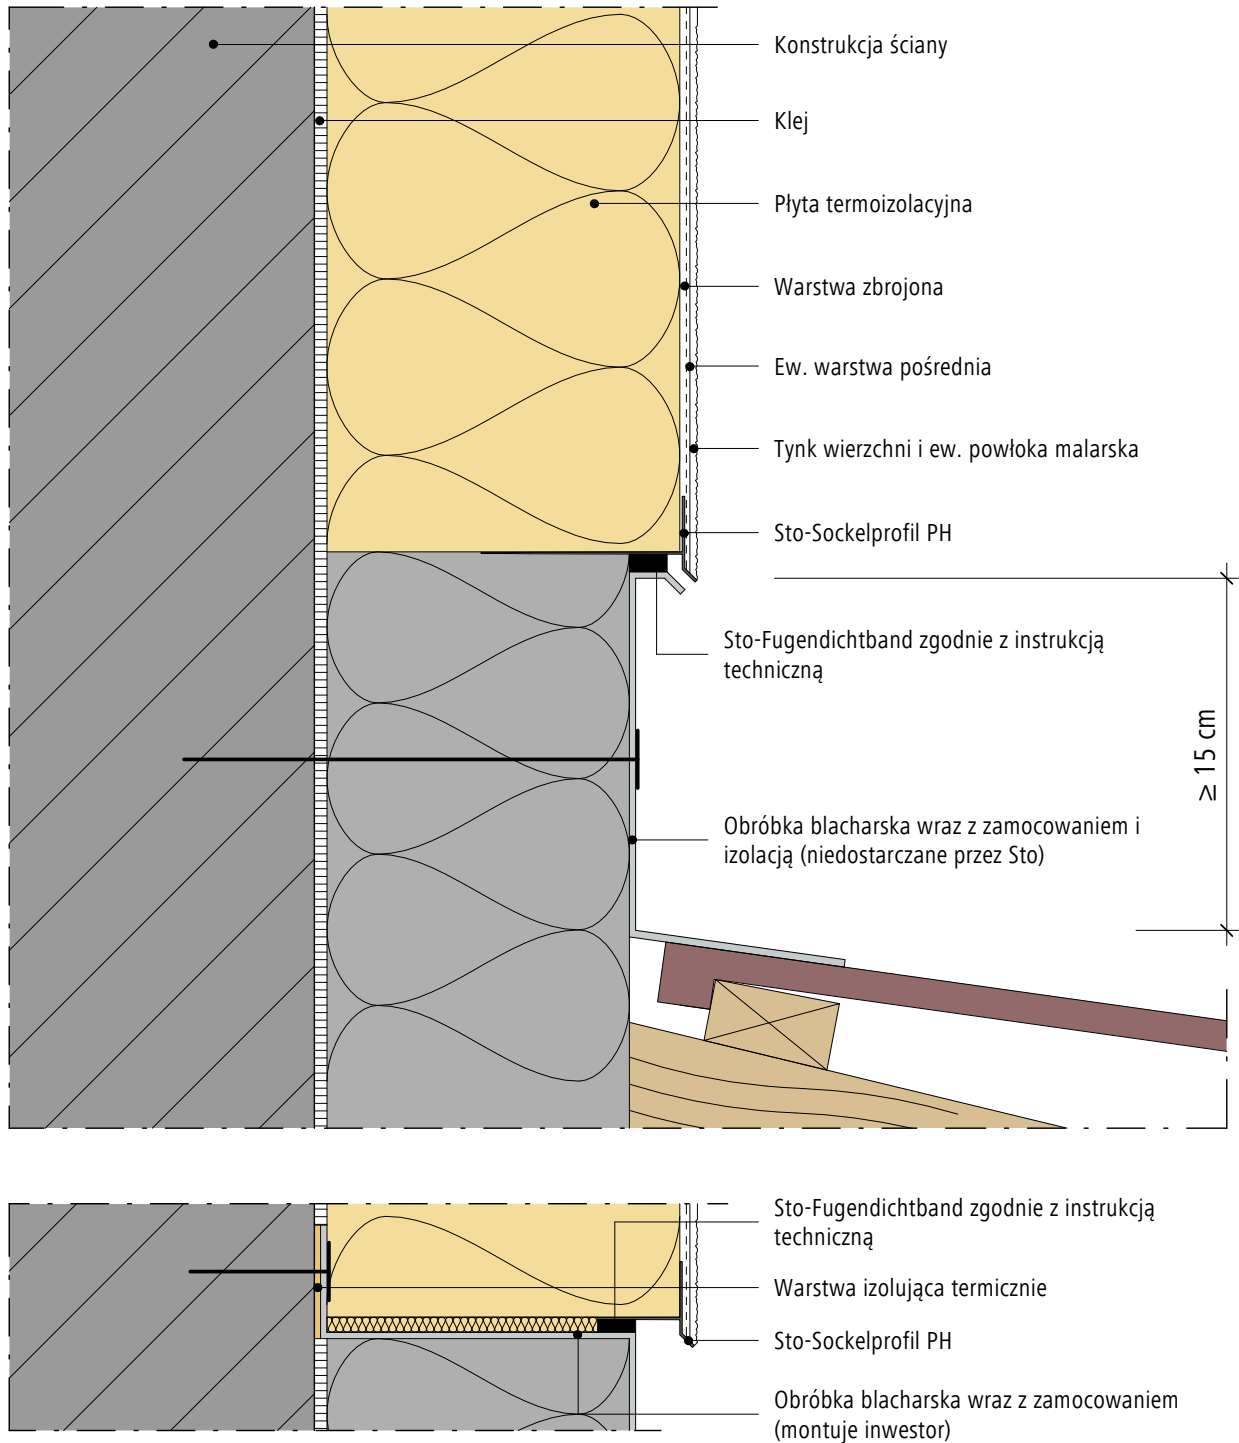 Konstrukcja ściany
Klej
Płyta termoizolacyjna
Warstwa zbrojona
Ew. warstwa pośrednia
Tynk wierzchni i ew. powłoka malarska
Sto-Sockelprofil PH
Sto-Fugendichtband zgodnie z instrukcją
techniczną
≥ 15 cm
Obróbka blacharska wraz z zamocowaniem i
izolacją (niedostarczane przez Sto)
Sto-Fugendichtband zgodnie z instrukcją
techniczną
Warstwa izolująca termicznie
Sto-Sockelprofil PH
Obróbka blacharska wraz z zamocowaniem
(montuje inwestor)